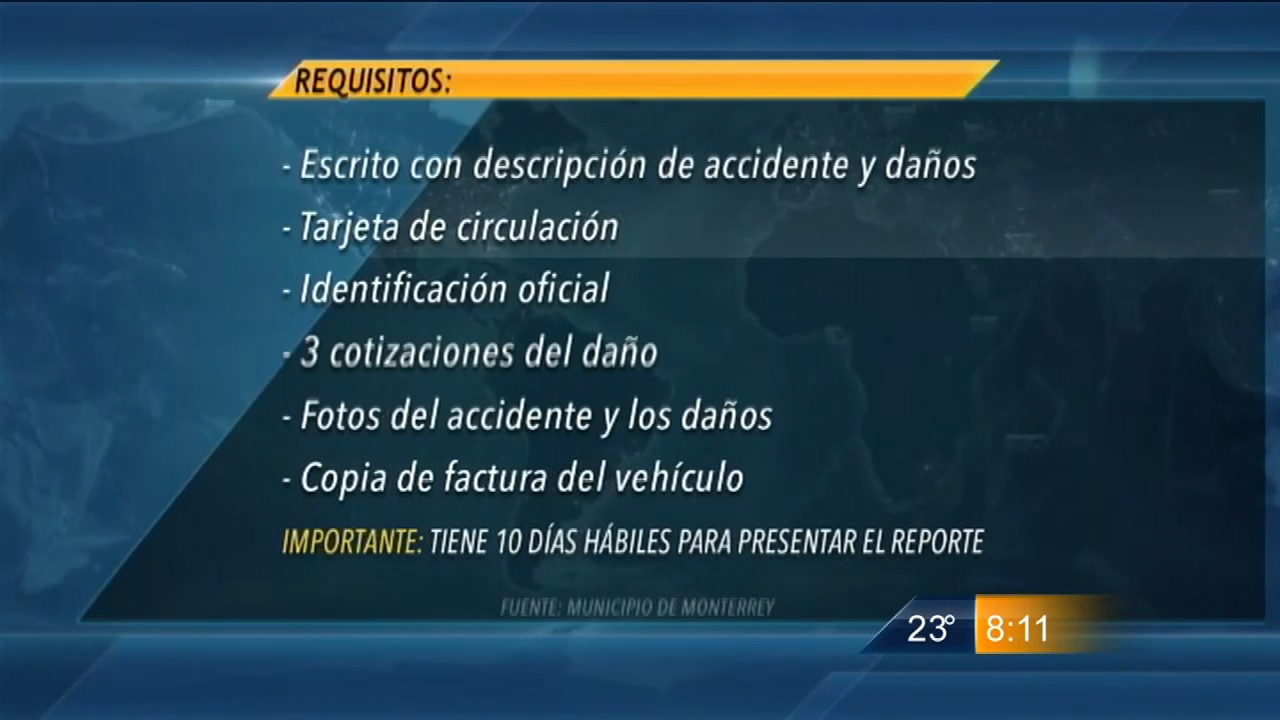 REQUISITOS:
- Escrito con descripción de accidente y daños
- Tarjeta de circulación
- Identificación oficial
- 3 cotizaciones del daño
- Fotos del accidente y los daños
- Copia de factura del vehículo
IMPORTANTE: TIENE 10 DÍAS HÁBILES PARA PRESENTAR EL REPORTE
FUENTE: MUNICIPIO DE MONTERREY
23° 8:11